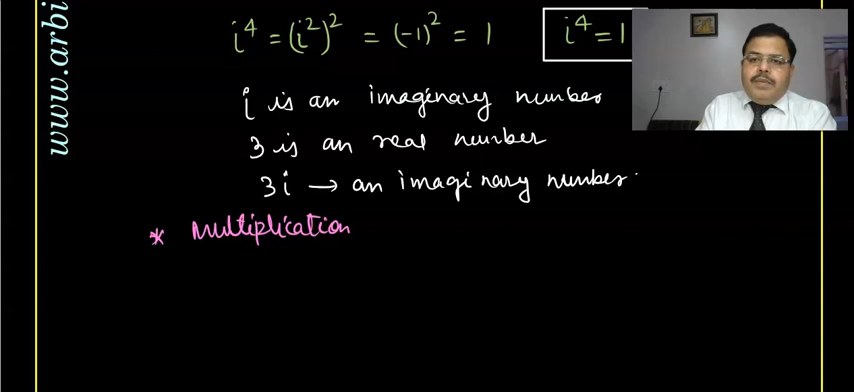 i⁴ = (i²)² = (-1)² = 1
i⁴ = 1
i is an imaginary number
3 is an real number
3i → an imaginary number.
* Multiplication
www.arbi